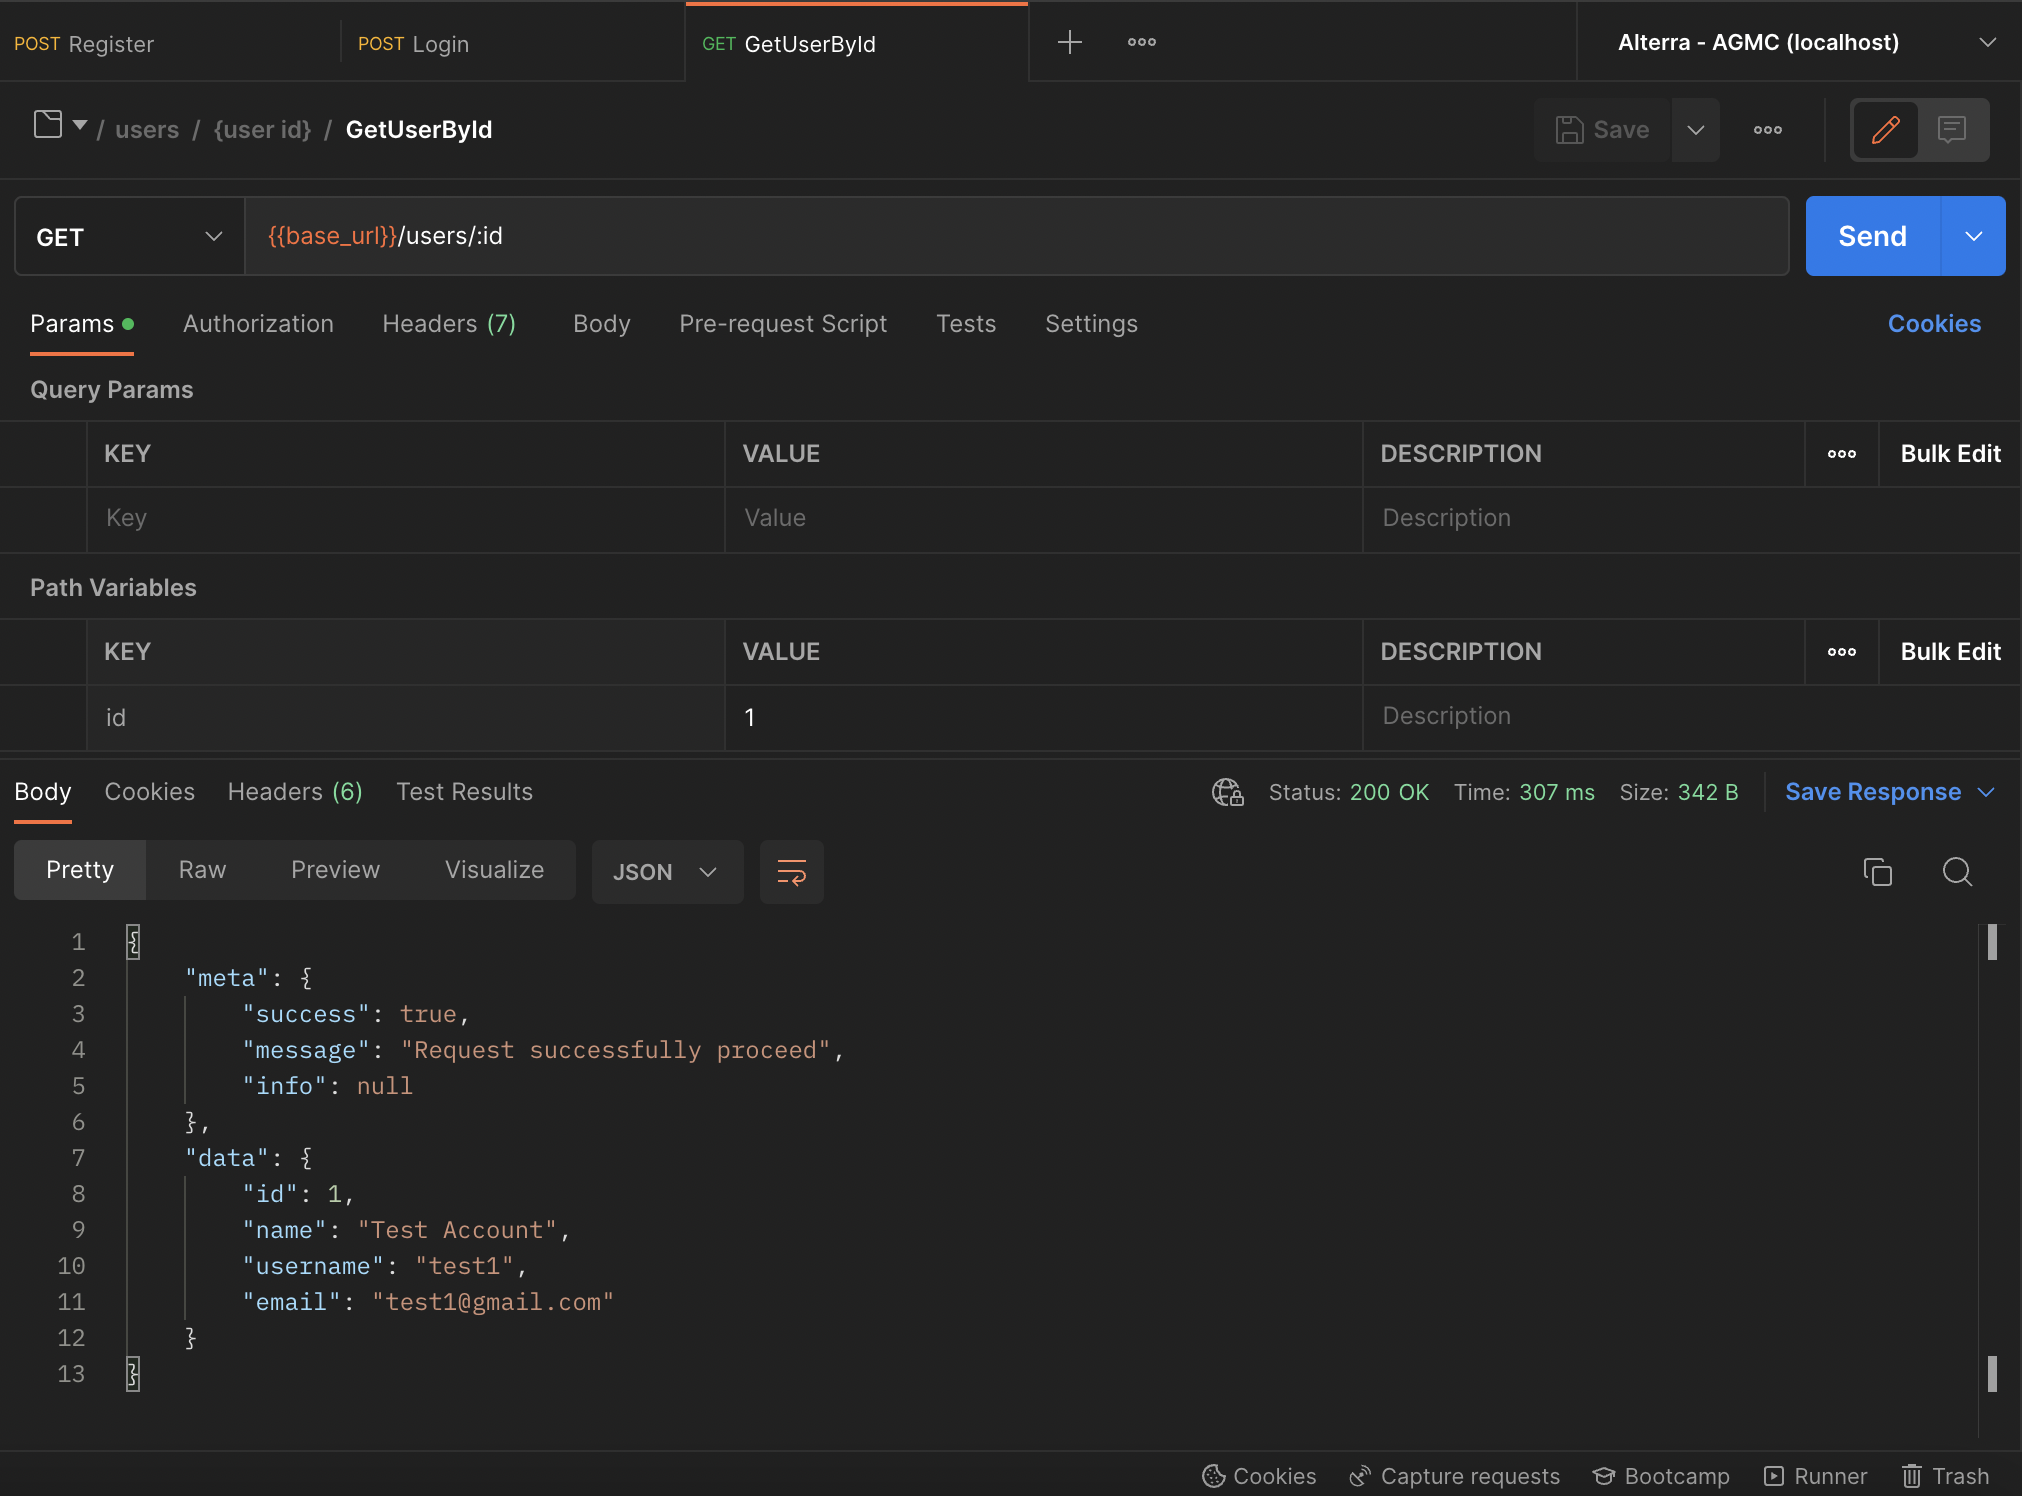 POST Register POST Login GET GetUserById Alterra - AGMC (localhost)
/ users / {user id} / GetUserById Save
GET {{base_url}}/users/:id Send
Params Authorization Headers (7) Body Pre-request Script Tests Settings Cookies
Query Params
KEY VALUE DESCRIPTION Bulk Edit
Key Value Description
Path Variables
KEY VALUE DESCRIPTION Bulk Edit
id 1 Description
Body Cookies Headers (6) Test Results Status: 200 OK Time: 307 ms Size: 342 B Save Response
Pretty Raw Preview Visualize JSON
1 {
2 "meta": {
3 "success": true,
4 "message": "Request successfully proceed",
5 "info": null
6 },
7 "data": {
8 "id": 1,
9 "name": "Test Account",
10 "username": "test1",
11 "email": "test1@gmail.com"
12 }
13 }
Cookies Capture requests Bootcamp Runner Trash